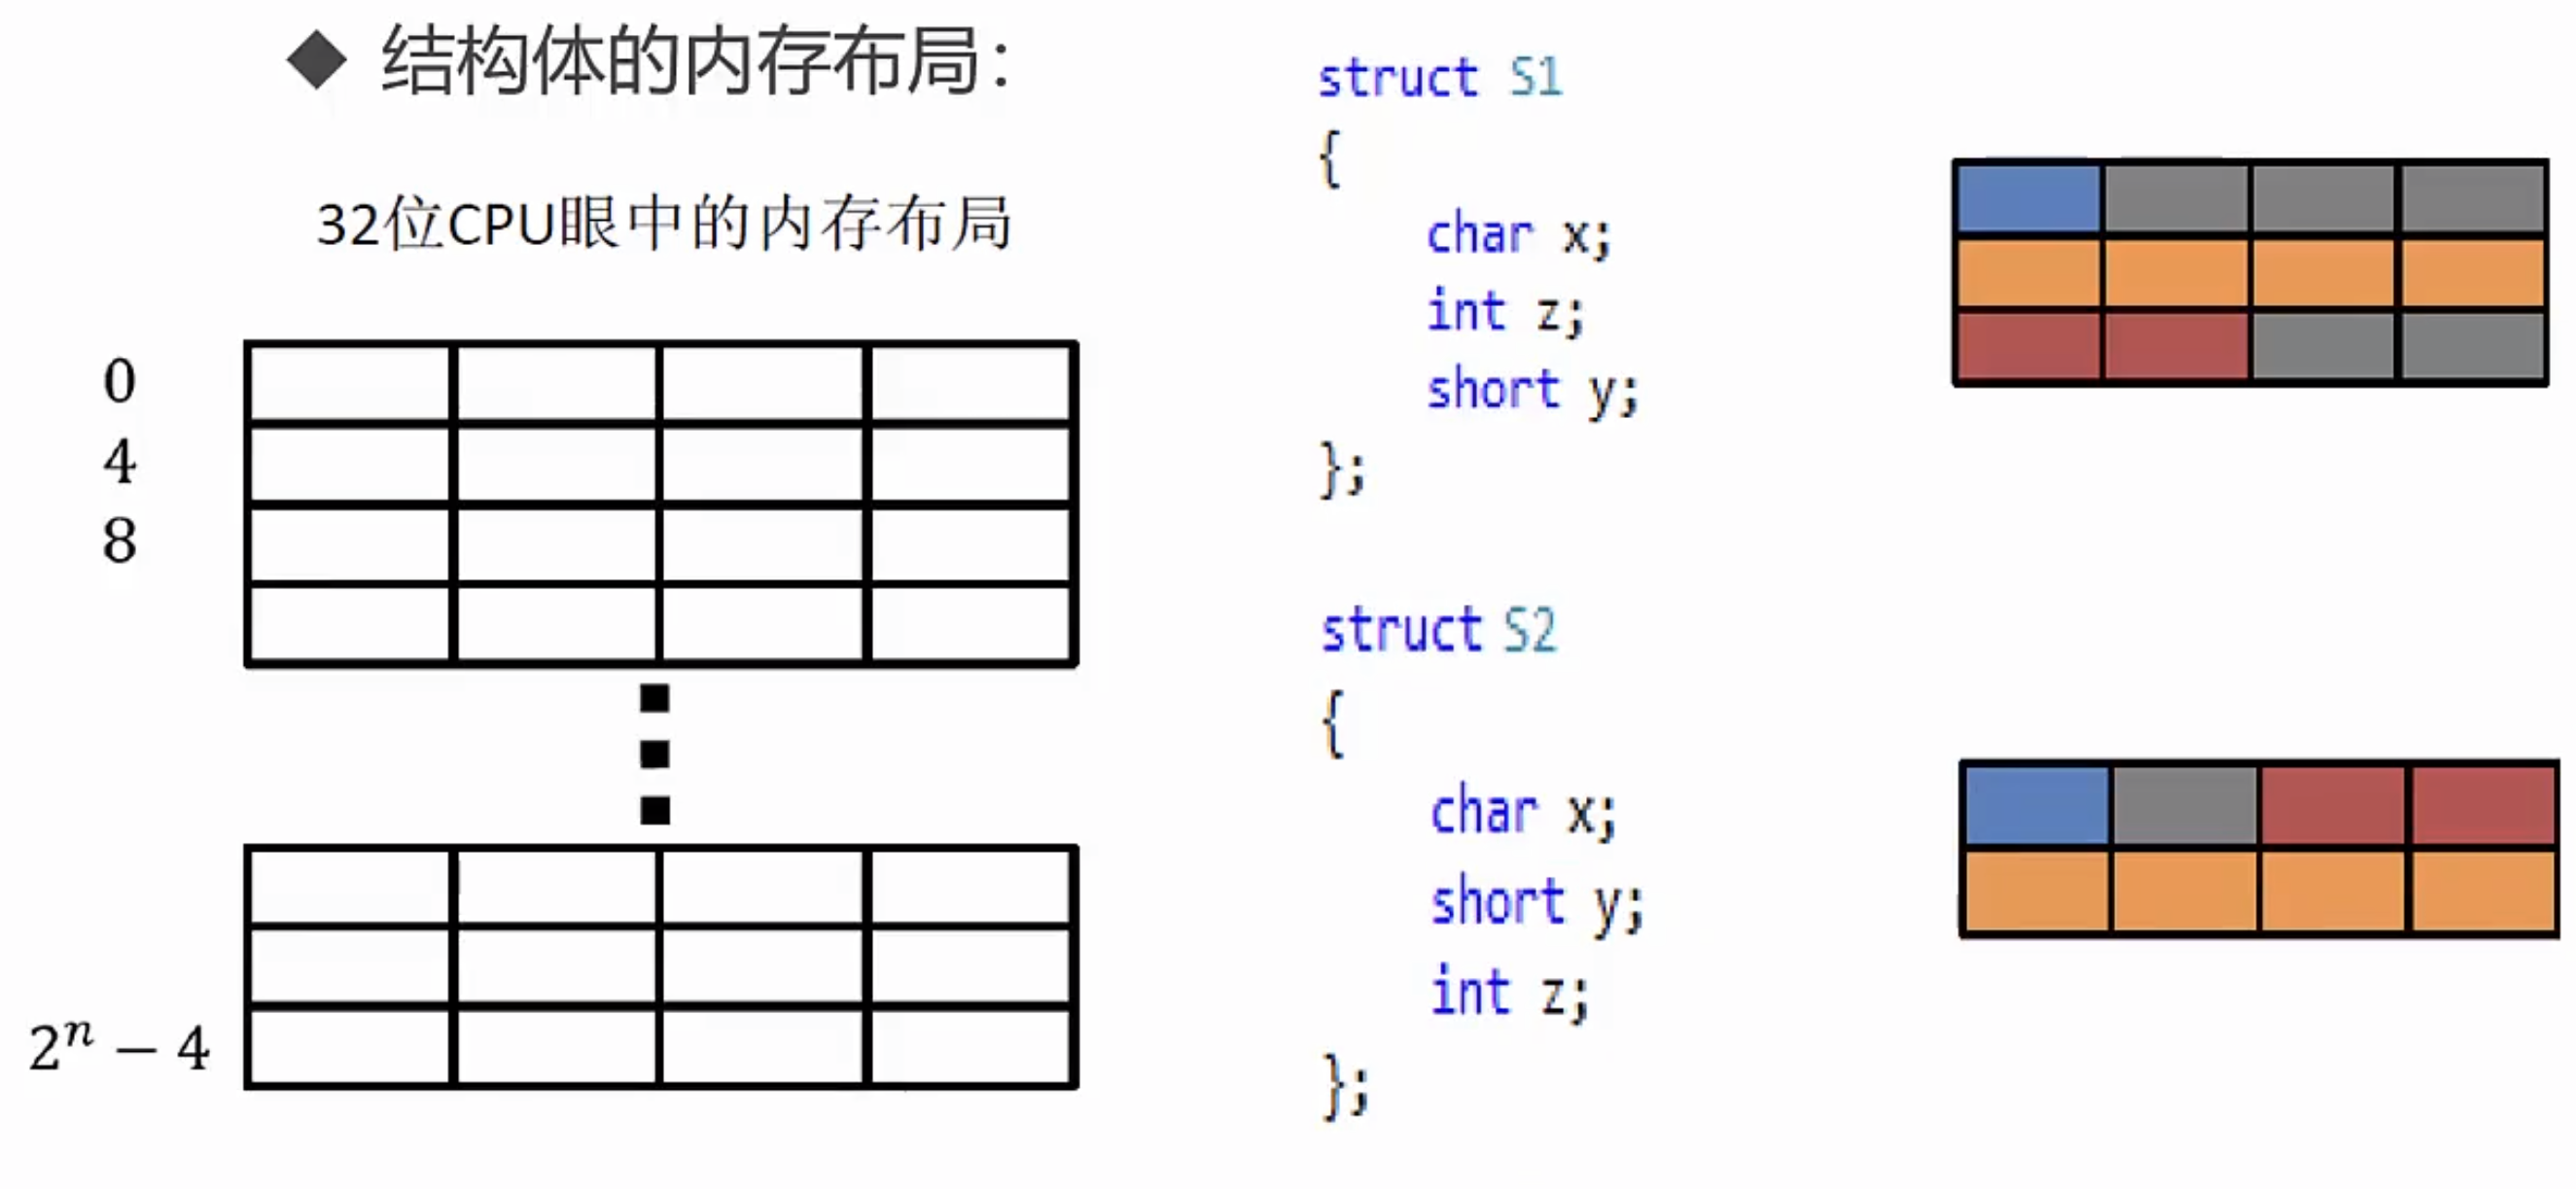 ◆ 结构体的内存布局：
32位CPU眼中的内存布局
0
4
8
2ⁿ − 4
struct S1
{
char x;
int z;
short y;
};
struct S2
{
char x;
short y;
int z;
};